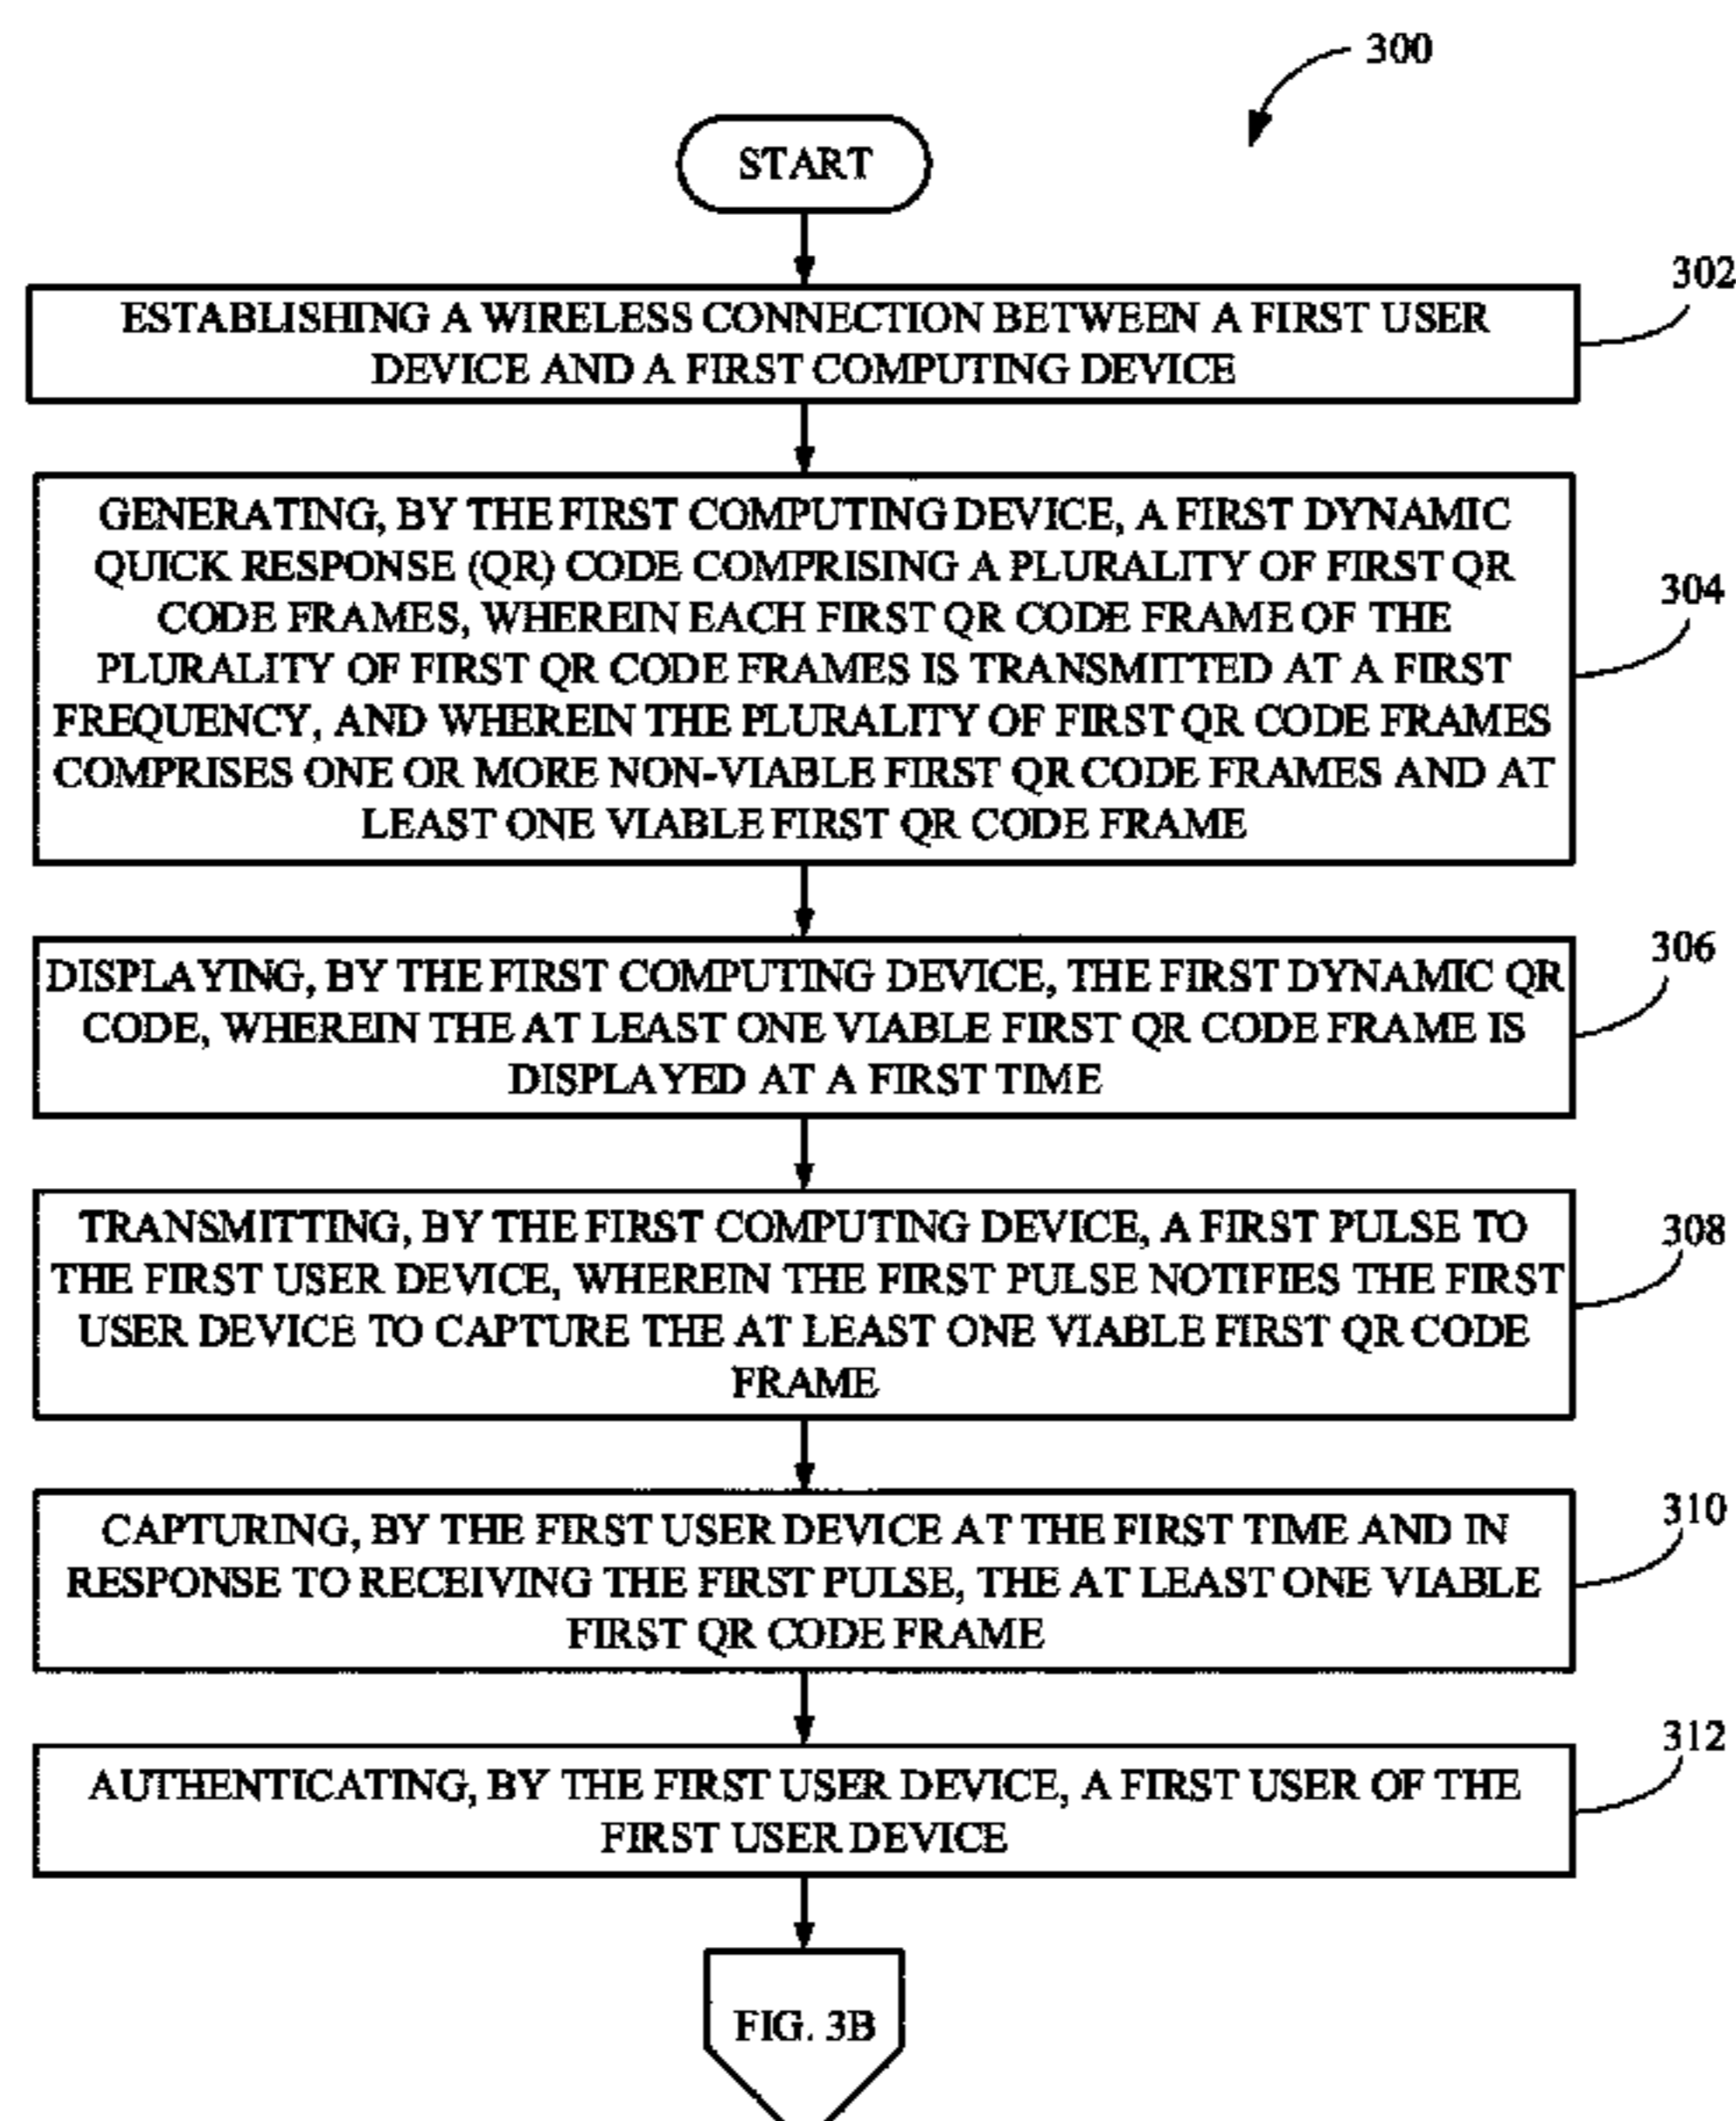 300
START
302
ESTABLISHING A WIRELESS CONNECTION BETWEEN A FIRST USER
DEVICE AND A FIRST COMPUTING DEVICE
GENERATING, BY THE FIRST COMPUTING DEVICE, A FIRST DYNAMIC
QUICK RESPONSE (QR) CODE COMPRISING A PLURALITY OF FIRST QR
CODE FRAMES, WHEREIN EACH FIRST QR CODE FRAME OF THE
PLURALITY OF FIRST QR CODE FRAMES IS TRANSMITTED AT A FIRST
FREQUENCY, AND WHEREIN THE PLURALITY OF FIRST QR CODE FRAMES
COMPRISES ONE OR MORE NON-VIABLE FIRST QR CODE FRAMES AND AT
LEAST ONE VIABLE FIRST QR CODE FRAME
304
DISPLAYING, BY THE FIRST COMPUTING DEVICE, THE FIRST DYNAMIC QR
CODE, WHEREIN THE AT LEAST ONE VIABLE FIRST QR CODE FRAME IS
DISPLAYED AT A FIRST TIME
306
TRANSMITTING, BY THE FIRST COMPUTING DEVICE, A FIRST PULSE TO
THE FIRST USER DEVICE, WHEREIN THE FIRST PULSE NOTIFIES THE FIRST
USER DEVICE TO CAPTURE THE AT LEAST ONE VIABLE FIRST QR CODE
FRAME
308
CAPTURING, BY THE FIRST USER DEVICE AT THE FIRST TIME AND IN
RESPONSE TO RECEIVING THE FIRST PULSE, THE AT LEAST ONE VIABLE
FIRST QR CODE FRAME
310
AUTHENTICATING, BY THE FIRST USER DEVICE, A FIRST USER OF THE
FIRST USER DEVICE
312
FIG. 3B